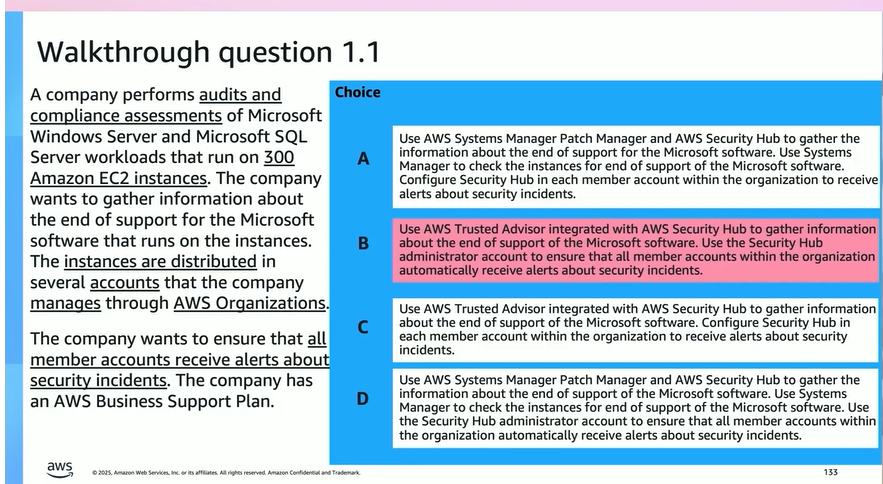 Walkthrough question 1.1
A company performs audits and
compliance assessments of Microsoft
Windows Server and Microsoft SQL
Server workloads that run on 300
Amazon EC2 instances. The company
wants to gather information about
the end of support for the Microsoft
software that runs on the instances.
The instances are distributed in
several accounts that the company
manages through AWS Organizations.
The company wants to ensure that all
member accounts receive alerts about
security incidents. The company has
an AWS Business Support Plan.
Choice
A
Use AWS Systems Manager Patch Manager and AWS Security Hub to gather the
information about the end of support for the Microsoft software. Use Systems
Manager to check the instances for end of support of the Microsoft software.
Configure Security Hub in each member account within the organization to receive
alerts about security incidents.
B
Use AWS Trusted Advisor integrated with AWS Security Hub to gather information
about the end of support of the Microsoft software. Use the Security Hub
administrator account to ensure that all member accounts within the organization
automatically receive alerts about security incidents.
C
Use AWS Trusted Advisor integrated with AWS Security Hub to gather information
about the end of support of the Microsoft software. Configure Security Hub in
each member account within the organization to receive alerts about security
incidents.
D
Use AWS Systems Manager Patch Manager and AWS Security Hub to gather the
information about the end of support of the Microsoft software. Use Systems
Manager to check the instances for end of support of the Microsoft software. Use
the Security Hub administrator account to ensure that all member accounts within
the organization automatically receive alerts about security incidents.
aws
© 2025, Amazon Web Services, Inc. or its affiliates. All rights reserved. Amazon Confidential and Trademark.
133